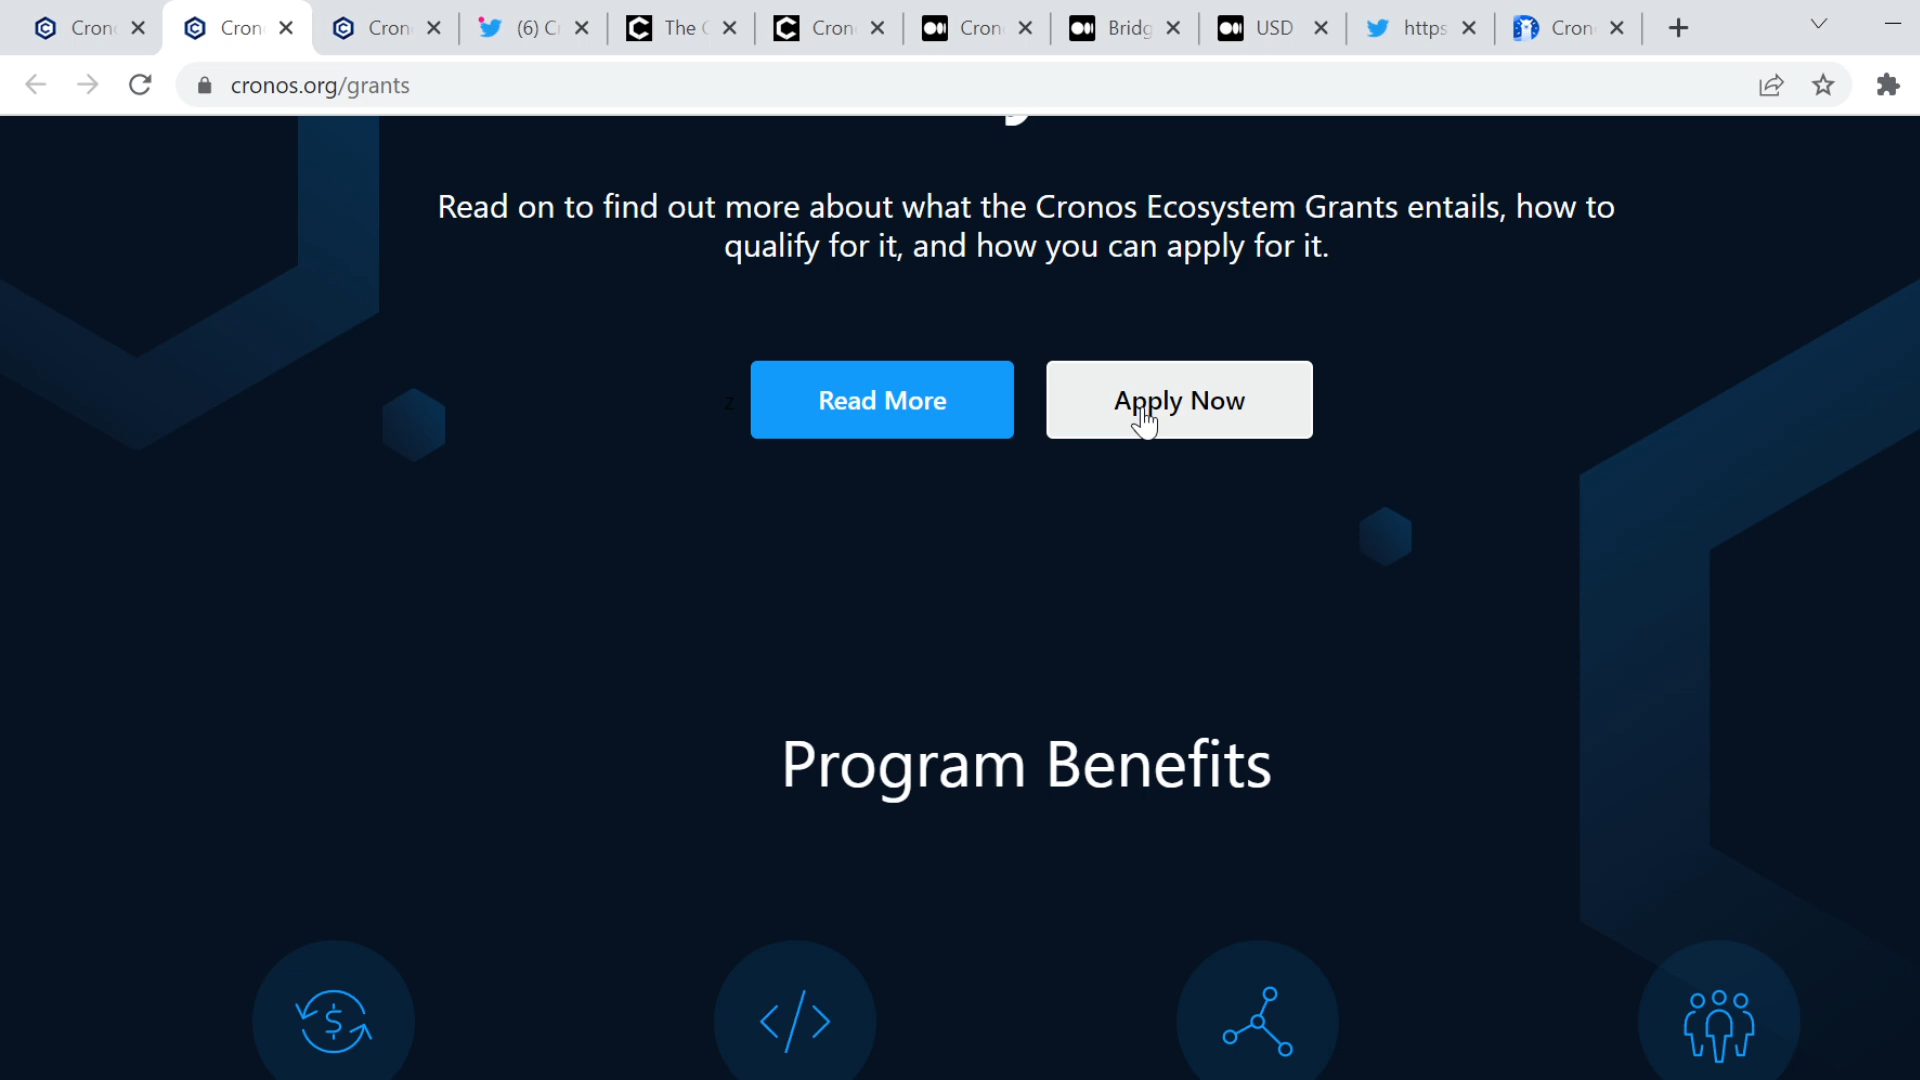 Cron Cron Cron (6) C The Cron Cron Bridg USD https Cron
cronos.org/grants
Read on to find out more about what the Cronos Ecosystem Grants entails, how to
qualify for it, and how you can apply for it.
z Read More Apply Now
Program Benefits